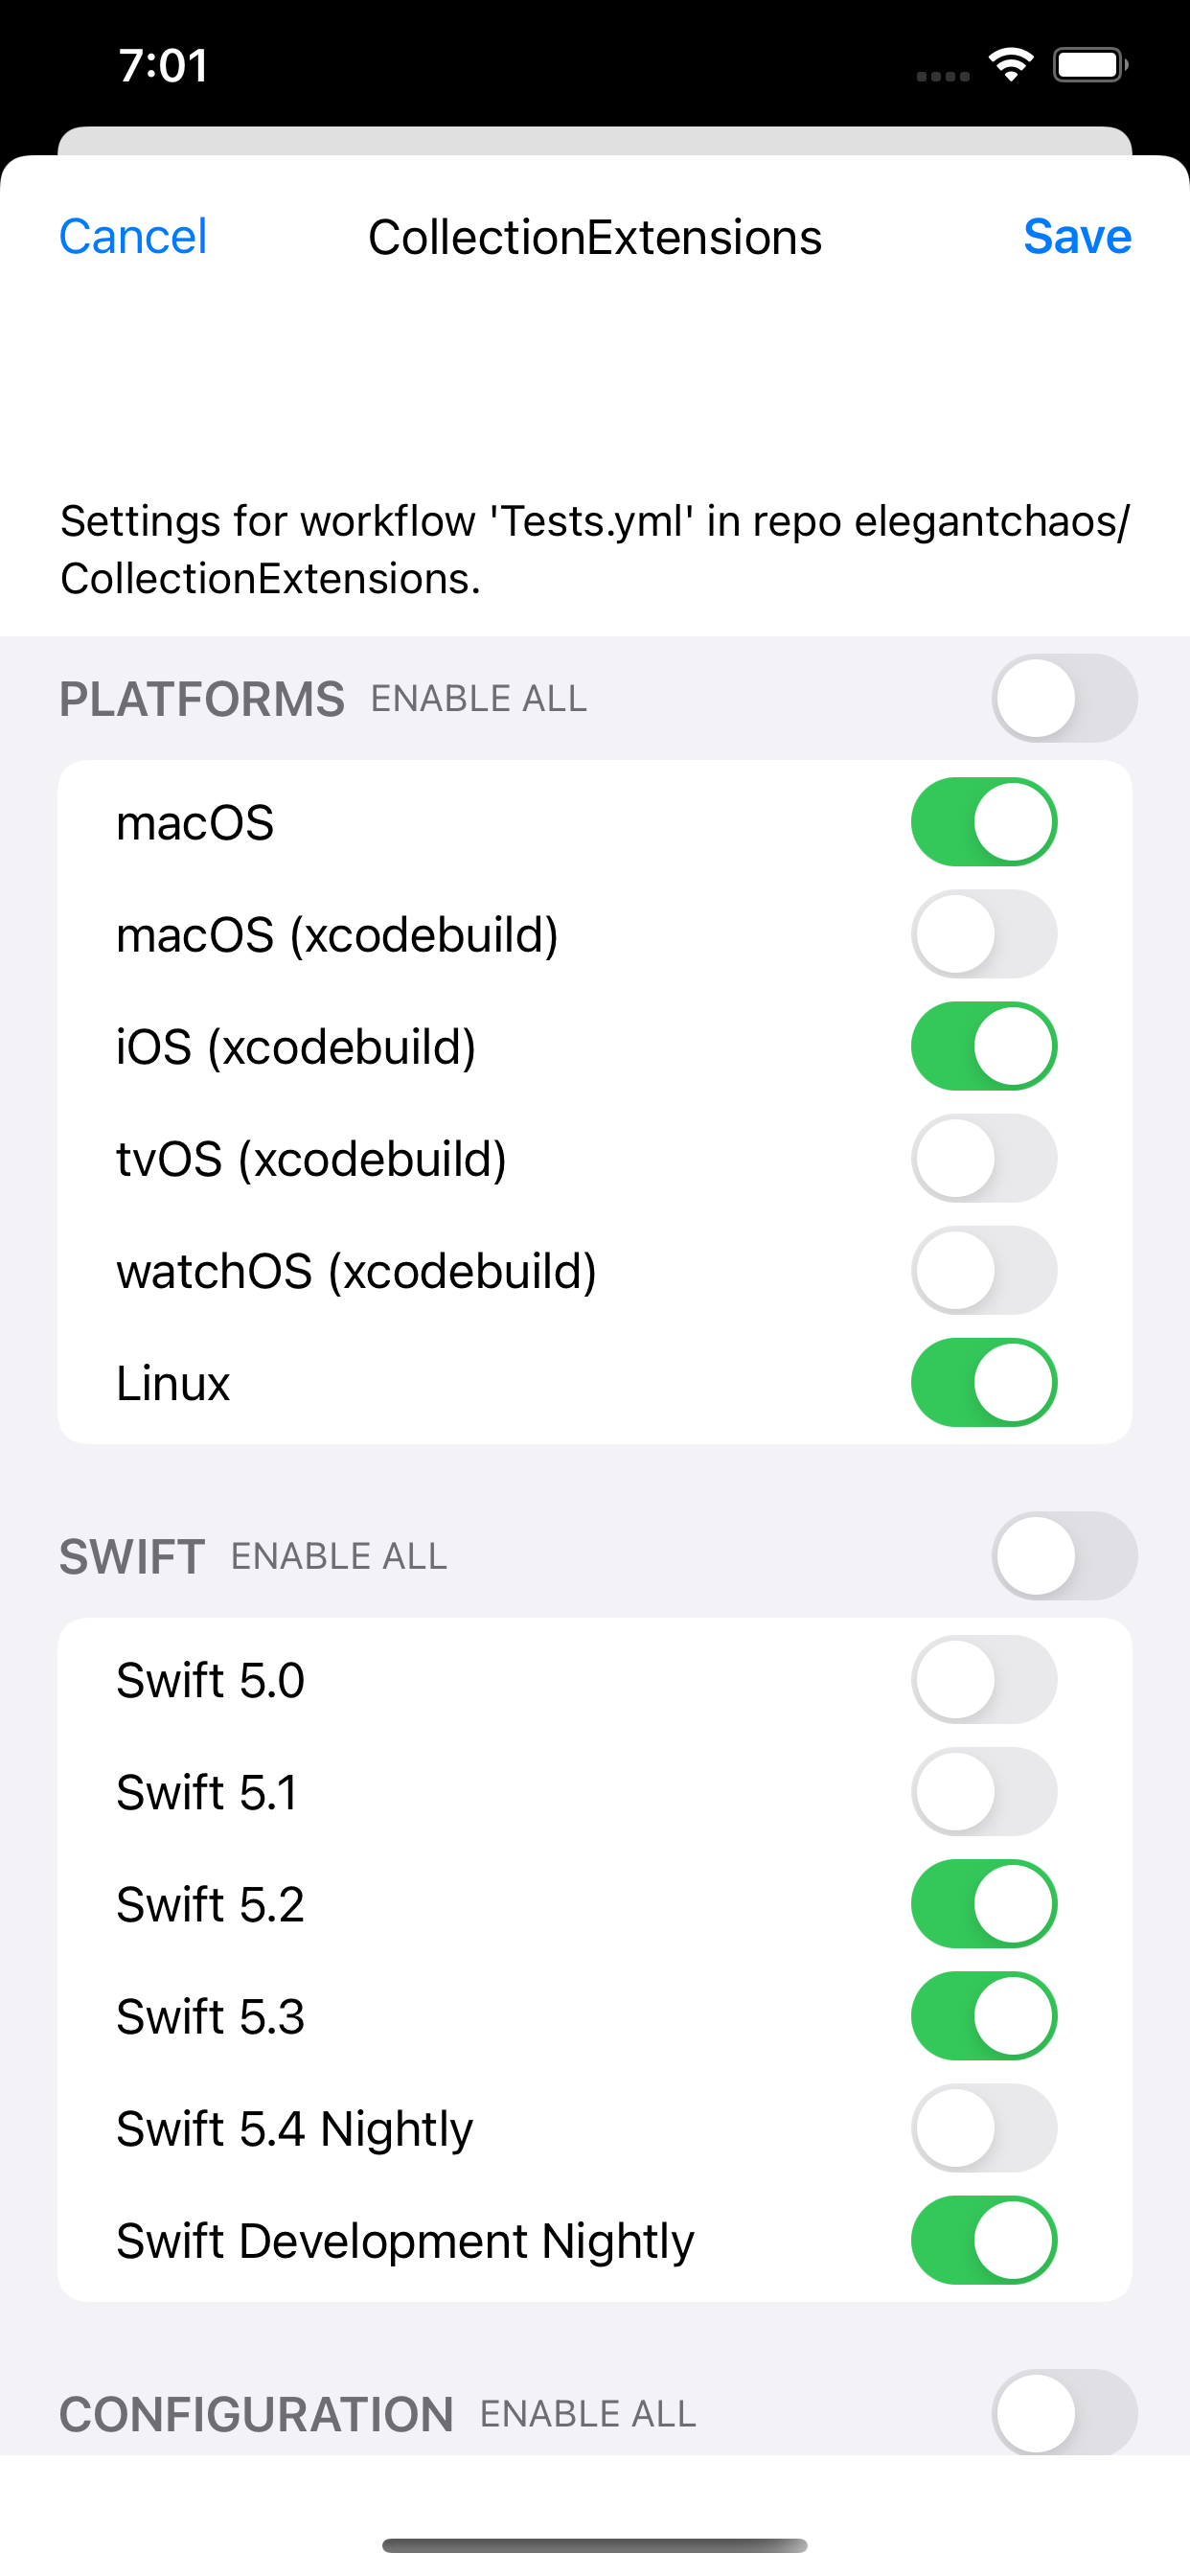 7:01
Cancel CollectionExtensions Save
Settings for workflow 'Tests.yml' in repo elegantchaos/
CollectionExtensions.
PLATFORMS ENABLE ALL
macOS
macOS (xcodebuild)
iOS (xcodebuild)
tvOS (xcodebuild)
watchOS (xcodebuild)
Linux
SWIFT ENABLE ALL
Swift 5.0
Swift 5.1
Swift 5.2
Swift 5.3
Swift 5.4 Nightly
Swift Development Nightly
CONFIGURATION ENABLE ALL